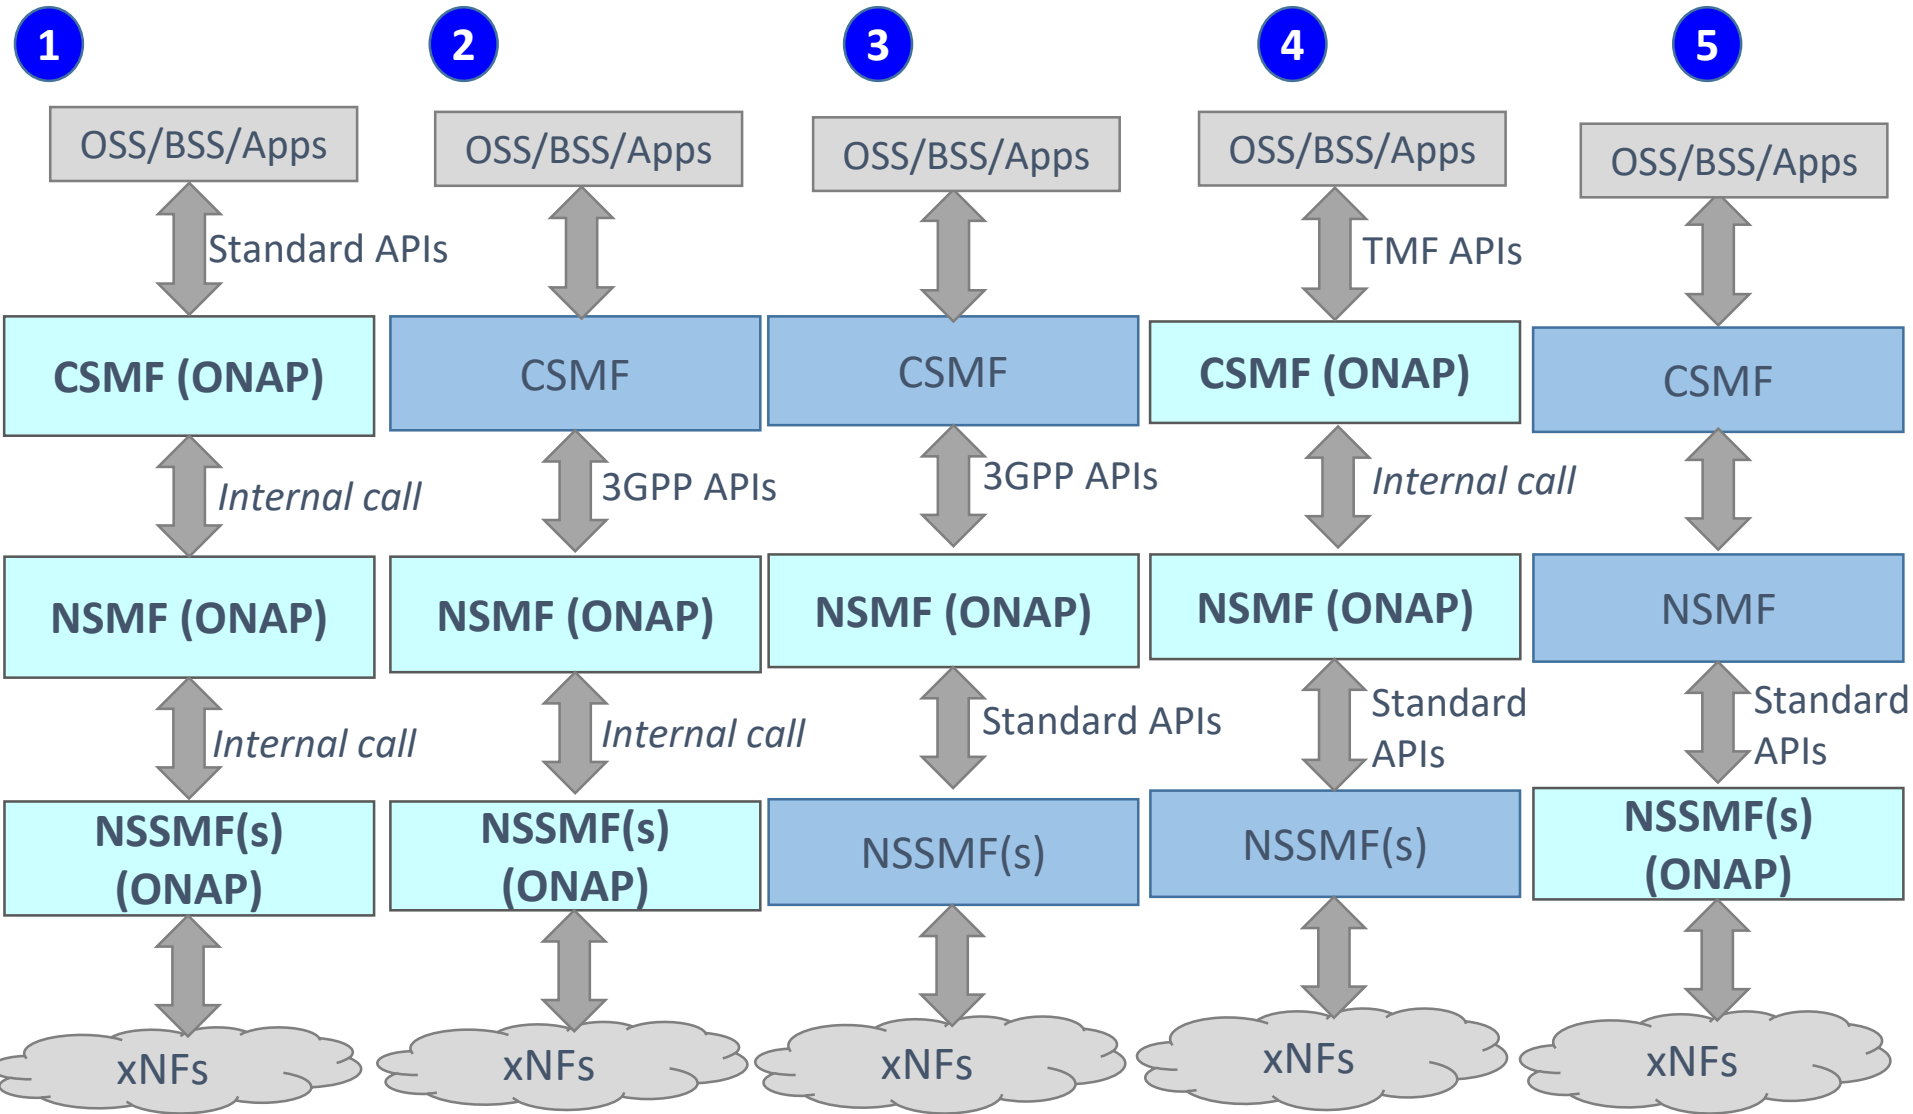 1
OSS/BSS/Apps
Standard APIs
CSMF (ONAP)
Internal call
NSMF (ONAP)
Internal call
NSSMF(s)
(ONAP)
xNFs
2
OSS/BSS/Apps
CSMF
3GPP APIs
NSMF (ONAP)
Internal call
NSSMF(s)
(ONAP)
xNFs
3
OSS/BSS/Apps
CSMF
3GPP APIs
NSMF (ONAP)
Standard APIs
NSSMF(s)
xNFs
4
OSS/BSS/Apps
TMF APIs
CSMF (ONAP)
Internal call
NSMF (ONAP)
Standard
APIs
NSSMF(s)
xNFs
5
OSS/BSS/Apps
CSMF
NSMF
Standard
APIs
NSSMF(s)
(ONAP)
xNFs